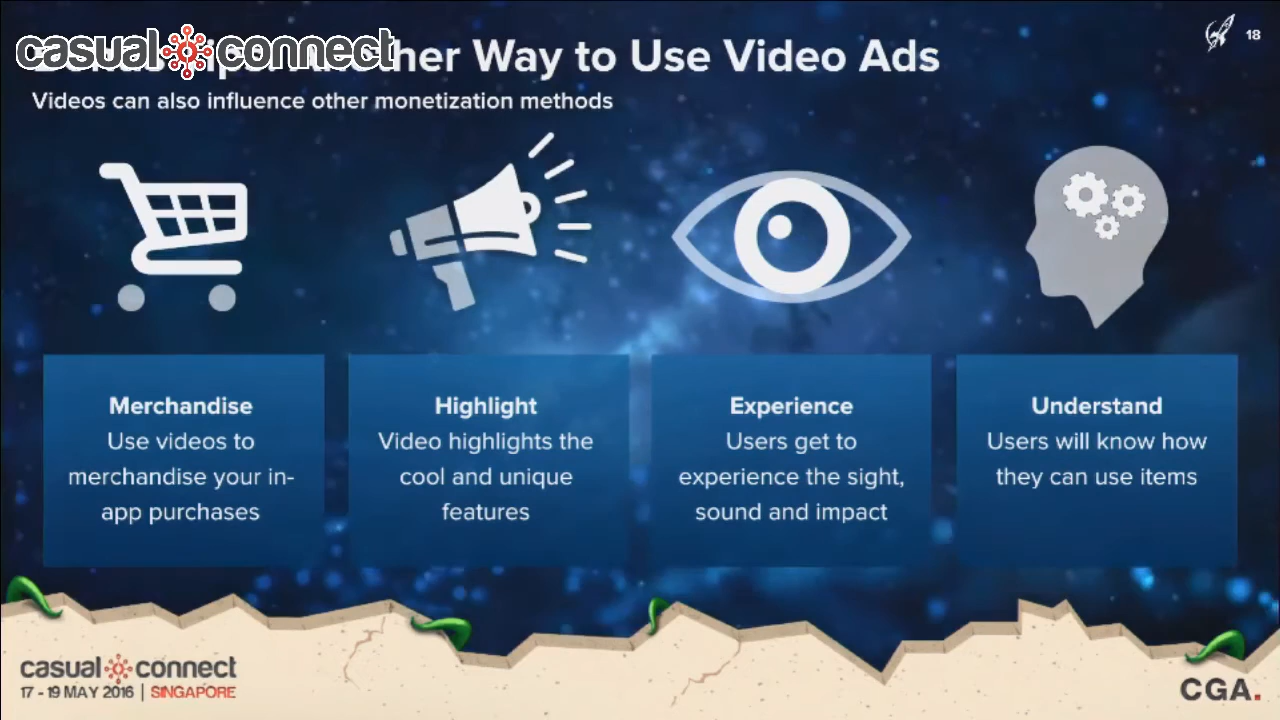 casual connect
her Way to Use Video Ads
18
Videos can also influence other monetization methods
Merchandise
Use videos to
merchandise your in-
app purchases
Highlight
Video highlights the
cool and unique
features
Experience
Users get to
experience the sight,
sound and impact
Understand
Users will know how
they can use items
casual connect
17 - 19 MAY 2016 | SINGAPORE
CGA.